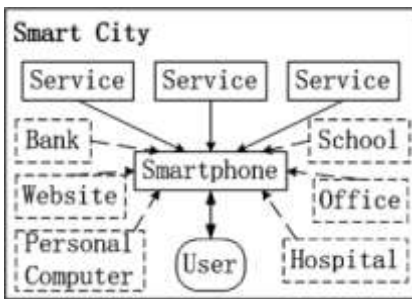 Smart City
Service Service Service
Bank School
Smartphone
Website Office
Personal
Computer
User
Hospital